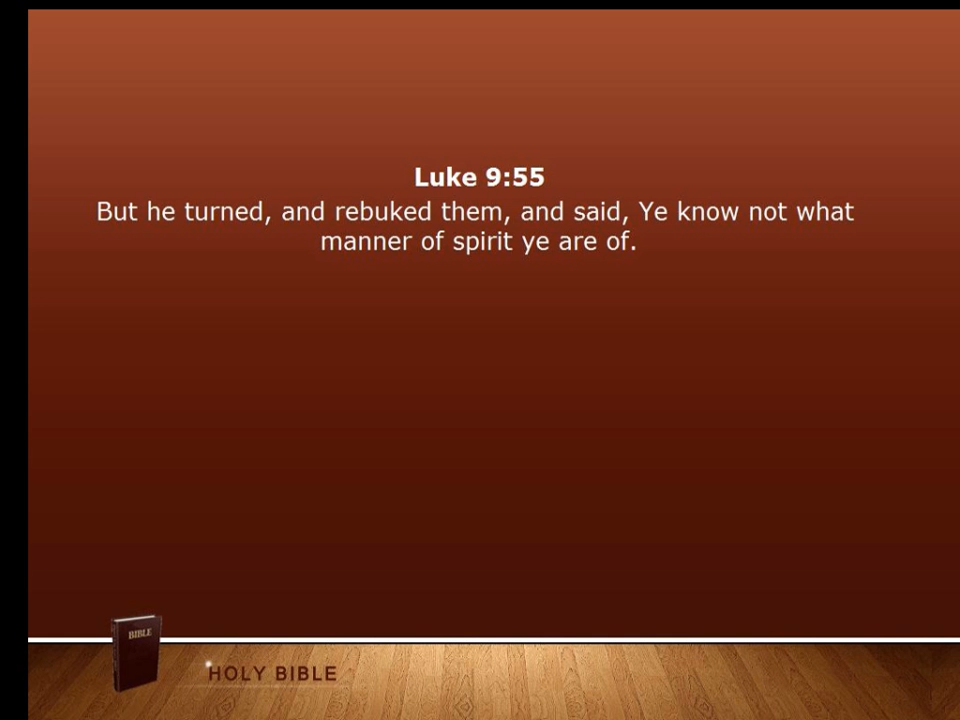 Luke 9:55
But he turned, and rebuked them, and said, Ye know not what
manner of spirit ye are of.
BIBLE
HOLY BIBLE